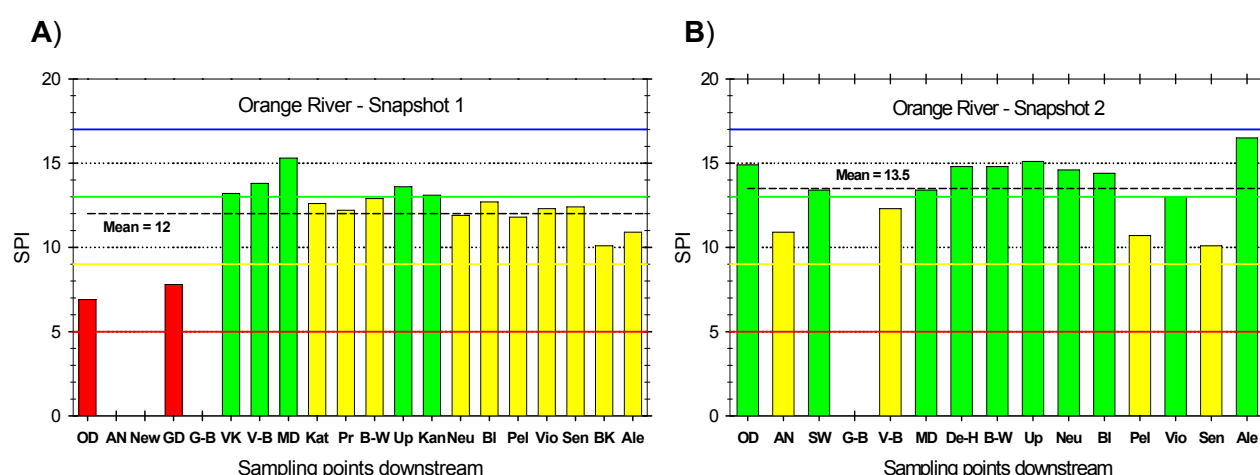 A)
20
15
10
5
0
SPI
Orange River - Snapshot 1
Mean = 12
OD AN New GD G-B VK V-B MD Kat Pr B-W Up Kan Neu Bl Pel Vio Sen BK Ale
Sampling points downstream
B)
20
15
10
5
0
SPI
Orange River - Snapshot 2
Mean = 13.5
OD AN SW G-B V-B MD De-H B-W Up Neu Bl Pel Vio Sen Ale
Sampling points downstream